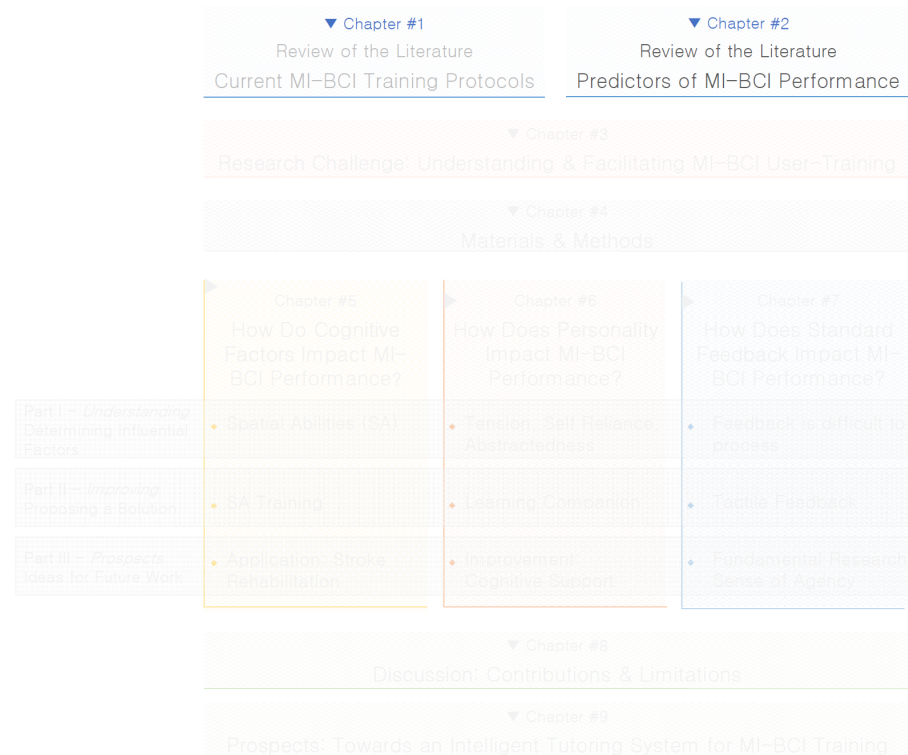 ▼ Chapter #1
Review of the Literature
Current MI-BCI Training Protocols
▼ Chapter #2
Review of the Literature
Predictors of MI-BCI Performance
▼ Chapter #3
Research Challenge: Understanding & Facilitating MI-BCI User-Training
▼ Chapter #4
Materials & Methods
Chapter #5
How Do Cognitive
Factors Impact MI-
BCI Performance?
Chapter #6
How Does Personality
Impact MI-BCI
Performance?
Chapter #7
How Does Standard
Feedback Impact MI-
BCI Performance?
Part I - Understanding
Determining Influential
Factors
Spatial Abilities (SA)
Tension, Self Reliance,
Abstractedness
Feedback is difficult to
process
Part II - Improving
Proposing a Solution
SA Training
Learning Companion
Tactile Feedback
Part III - Prospects
Ideas for Future Work
Application: Stroke
Rehabilitation
Improvement:
Cognitive Support
Fundamental Research
Sense of Agency
▼ Chapter #8
Discussion: Contributions & Limitations
▼ Chapter #9
Prospects: Towards an Intelligent Tutoring System for MI-BCI Training